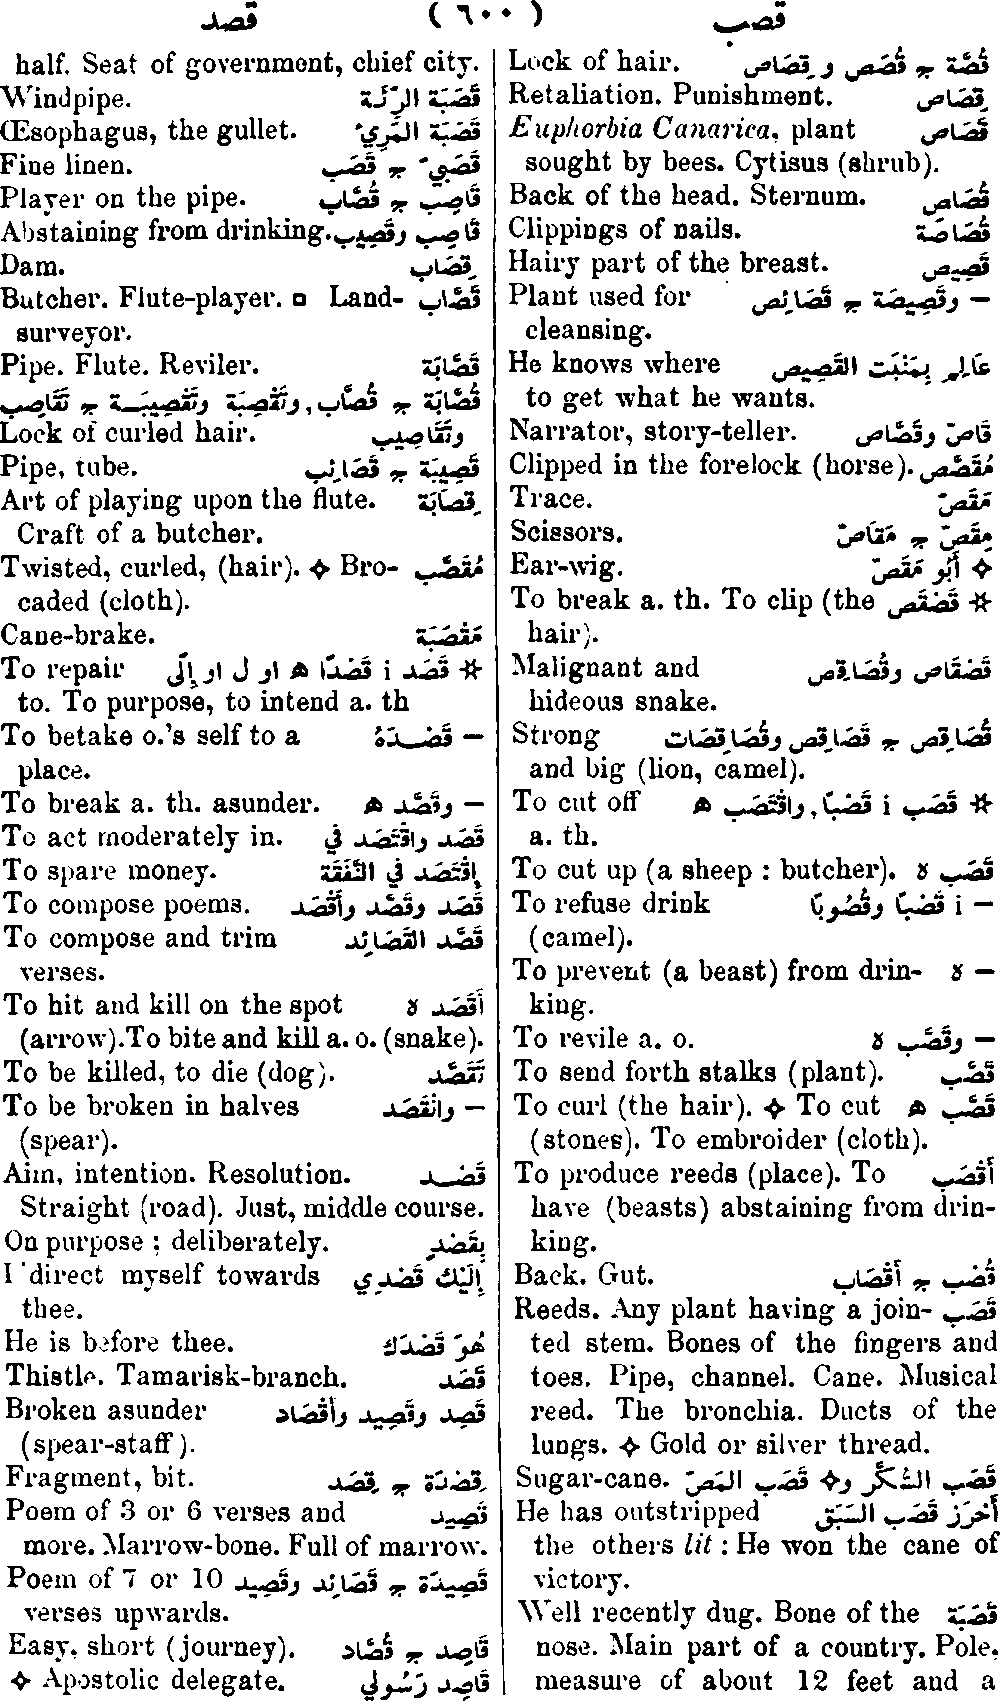 قصب ( ٦٠٠ ) قصد
Lock of hair. قُصَّة ج قُصَص و قِصَاص
Retaliation. Punishment. قِصَاص
Euphorbia Canarica, plant قَصَاص
sought by bees. Cytisus (shrub).
Back of the head. Sternum. قُصَاص
Clippings of nails. قُصَاصَة
Hairy part of the breast. قَصِيص
Plant used for — وقَصِيصَة ج قَصَائِص
cleansing.
He knows where عَالِم بِمَنْبَت القَصِيص
to get what he wants.
Narrator, story-teller. قَاصّ وقَصَّاص
Clipped in the forelock (horse). مُقَصَّص
Trace. مَقَصّ
Scissors. مِقَصّ ج مَقَاصّ
Ear-wig. ❖ أَبُو مَقَصّ
To break a. th. To clip (the ☆ قَصْقَص
hair).
Malignant and قَصْقَاص وقُصَاقِص
hideous snake.
Strong قُصَاقِص ج قَصَاقِص وقُصَاقِصَات
and big (lion, camel).
To cut off ☆ قَصَب i قَصْبًا, واقْتَصَب ه
a. th.
To cut up (a sheep : butcher). قَصَب ٧
To refuse drink — i قَصْبًا وقُصُوبًا
(camel).
To prevent (a beast) from drin- — ٧
king.
To revile a. o. — وقَصَّب ٧
To send forth stalks (plant). قَصَّب
To curl (the hair). ❖ To cut قَصَّب ه
(stones). To embroider (cloth).
To produce reeds (place). To أَقْصَب
have (beasts) abstaining from drin-
king.
Back. Gut. قُصْب ج أَقْصَاب
Reeds. Any plant having a join- قَصَب
ted stem. Bones of the fingers and
toes. Pipe, channel. Cane. Musical
reed. The bronchia. Ducts of the
lungs. ❖ Gold or silver thread.
Sugar-cane. قَصَب السُّكَّر و❖ قَصَب المَصّ
He has outstripped أَحْرَز قَصَب السَّبَق
the others lit : He won the cane of
victory.
Well recently dug. Bone of the قَصَبَة
nose. Main part of a country. Pole,
measure of about 12 feet and a
half. Seat of government, chief city.
Windpipe. قَصَبَة الرِّئَة
Œsophagus, the gullet. قَصَبَة المَرِيْ
Fine linen. قَصَبِيّ ج قَصَب
Player on the pipe. قَاصِب ج قُصَّاب
Abstaining from drinking. قَاصِب وقَصِيب
Dam. قِصَاب
Butcher. Flute-player. ▫ Land- قَصَّاب
surveyor.
Pipe. Flute. Reviler. قَصَّابَة
قُصَّابَة ج قُصَّاب, وتَقْصِبَة وتَقْصِيبَة ج تَقَاصِب
Lock of curled hair. وتَقَاصِيب
Pipe, tube. قَصِيبَة ج قَصَائِب
Art of playing upon the flute. قِصَابَة
Craft of a butcher.
Twisted, curled, (hair). ❖ Bro- مُقَصَّب
caded (cloth).
Cane-brake. مَقْصَبَة
To repair ☆ قَصَد i قَصْدًا ه او ل او إِلَى
to. To purpose, to intend a. th
To betake o.'s self to a — قَصْدَهُ
place.
To break a. th. asunder. — وقَصَّد ه
To act moderately in. قَصَد واقْتَصَد في
To spare money. إِقْتَصَد في النَّفَقَة
To compose poems. قَصَد وقَصَّد وأَقْصَد
To compose and trim قَصَّد القَصَائِد
verses.
To hit and kill on the spot أَقْصَد ٧
(arrow).To bite and kill a. o. (snake).
To be killed, to die (dog). تَقَصَّد
To be broken in halves — وانْقَصَد
(spear).
Aim, intention. Resolution. قَصْد
Straight (road). Just, middle course.
On purpose ; deliberately. بِقَصْدٍ
I direct myself towards إِلَيْكَ قَصْدِي
thee.
He is before thee. هُوَ قَصْدَك
Thistle. Tamarisk-branch. قَصَد
Broken asunder قَصِد وقَصِيد وأَقْصَاد
(spear-staff).
Fragment, bit. قِصْدَة ج قِصَد
Poem of 3 or 6 verses and قَصِيد
more. Marrow-bone. Full of marrow.
Poem of 7 or 10 قَصِيدَة ج قَصَائِد وقَصِيد
verses upwards.
Easy, short (journey). قَاصِد ج قُصَّاد
❖ Apostolic delegate. قَاصِد رَسُولِي